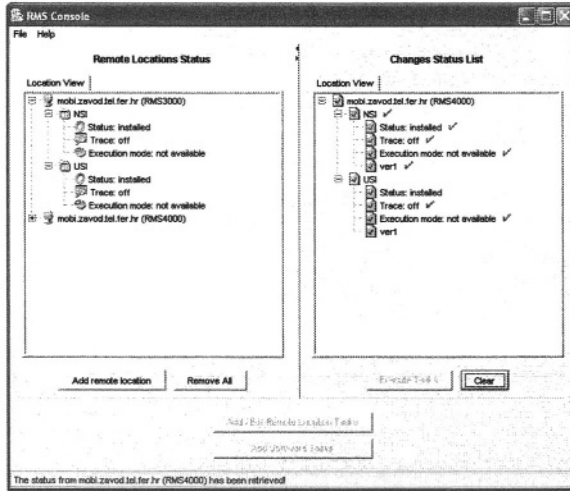 RMS Console
File Help
Remote Locations Status
Location View
mobi.zavod.tel.fer.hr (RMS3000)
NSI
Status: installed
Trace: off
Execution mode: not available
USI
Status: installed
Trace: off
Execution mode: not available
mobi.zavod.tel.fer.hr (RMS4000)
Add remote location Remove All
Changes Status List
Location View
mobi.zavod.tel.fer.hr (RMS4000)
NSI ✓
Status: installed ✓
Trace: off ✓
Execution mode: not available ✓
ver1 ✓
USI
Status: installed
Trace: off ✓
Execution mode: not available ✓
ver1
Clear
The status from mobi.zavod.tel.fer.hr (RMS4000) has been retrieved!